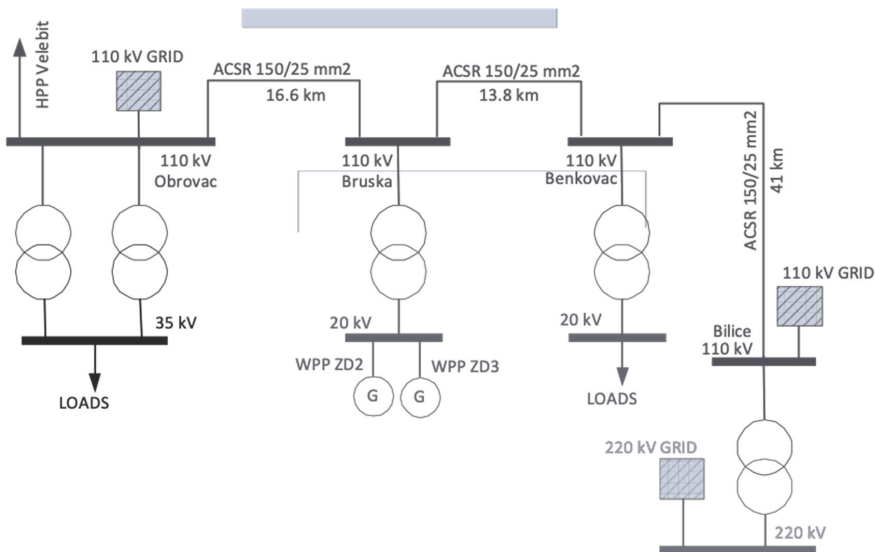 HPP Velebit
110 kV GRID
ACSR 150/25 mm2
16.6 km
ACSR 150/25 mm2
13.8 km
110 kV
Obrovac
110 kV
Bruska
110 kV
Benkovac
ACSR 150/25 mm2
41 km
110 kV GRID
35 kV
20 kV
20 kV
Bilice
110 kV
WPP ZD2
WPP ZD3
G
G
LOADS
LOADS
220 kV GRID
220 kV